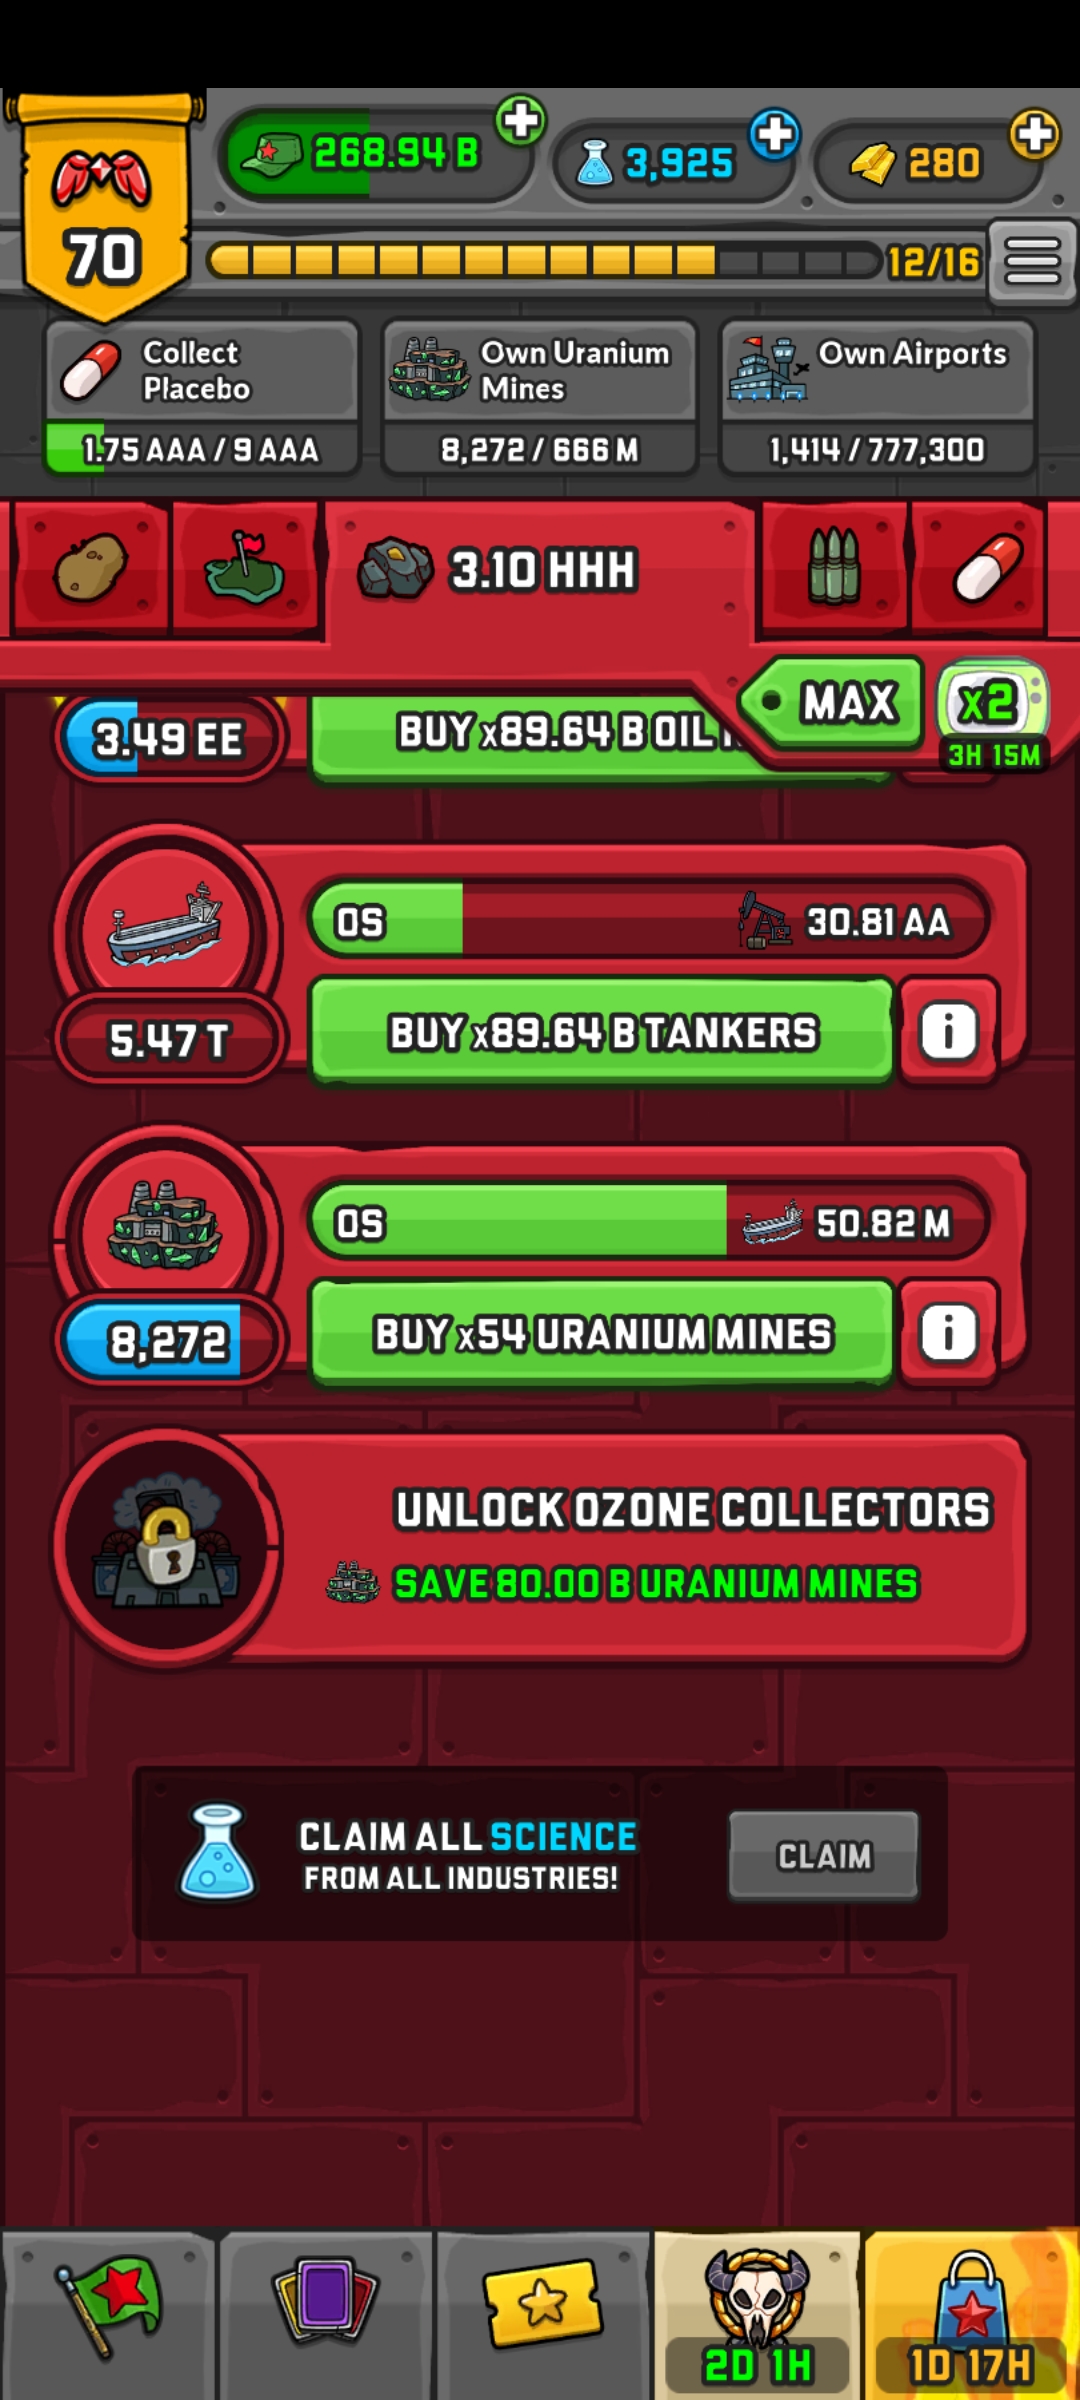 268.94 B
3,925
280
70
12/16
Collect
Placebo
1.75 AAA / 9 AAA
Own Uranium
Mines
8,272 / 666 M
Own Airports
1,414 / 777,300
3.10 HHH
MAX
x2
3H 15M
3.49 EE
BUY x89.64 B OIL
0S
30.81 AA
5.47 T
BUY x89.64 B TANKERS
i
0S
50.82 M
8,272
BUY x54 URANIUM MINES
i
UNLOCK OZONE COLLECTORS
SAVE 80.00 B URANIUM MINES
CLAIM ALL SCIENCE
FROM ALL INDUSTRIES!
CLAIM
2D 1H
1D 17H